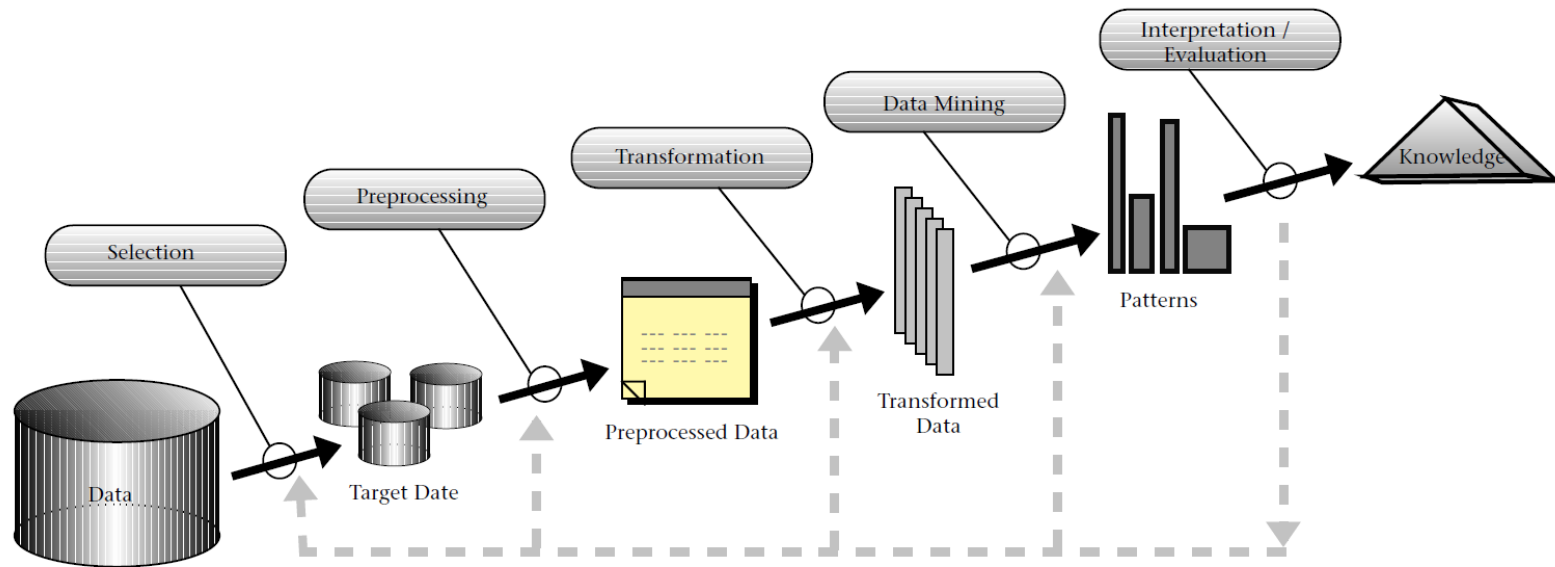 Interpretation /
Evaluation
Data Mining
Transformation
Preprocessing
Selection
Knowledge
Patterns
Transformed
Data
Preprocessed Data
Target Date
Data